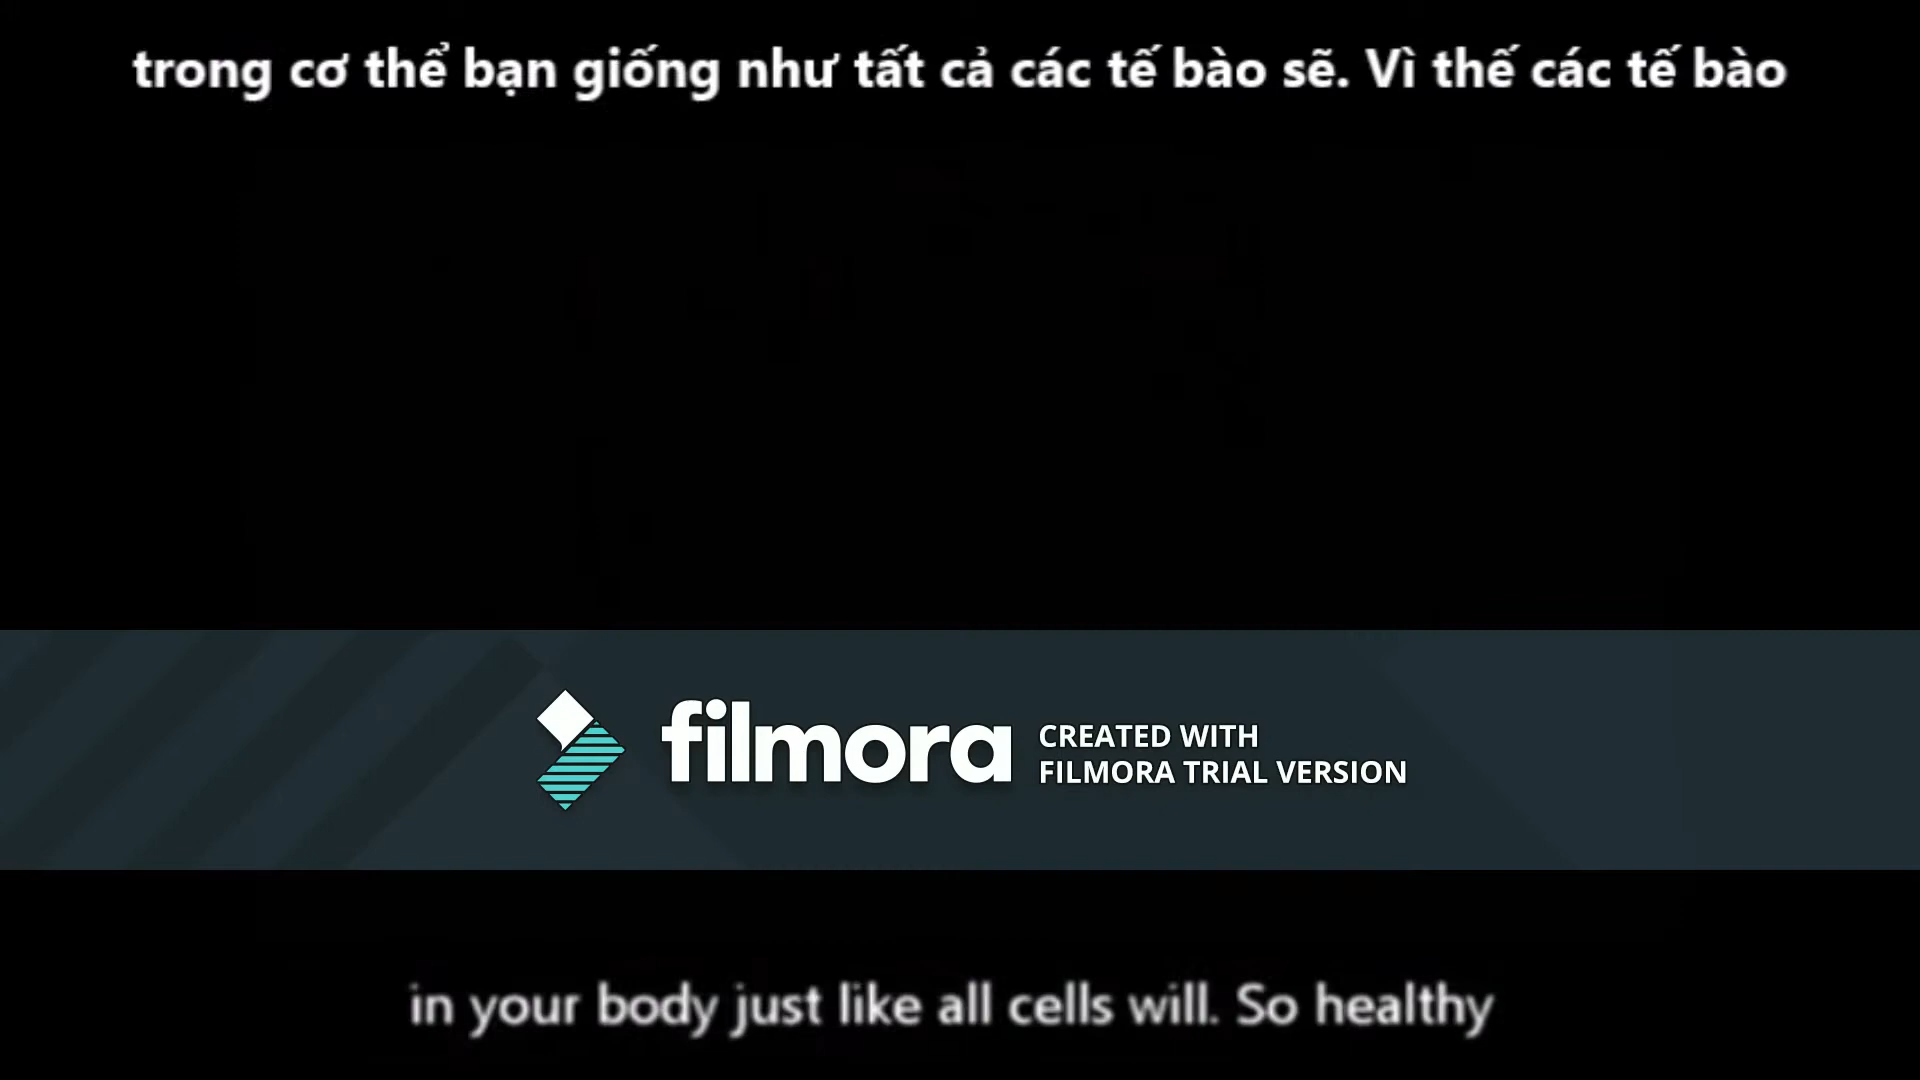 trong cơ thể bạn giống như tất cả các tế bào sẽ. Vì thế các tế bào
filmora
CREATED WITH
FILMORA TRIAL VERSION
in your body just like all cells will. So healthy